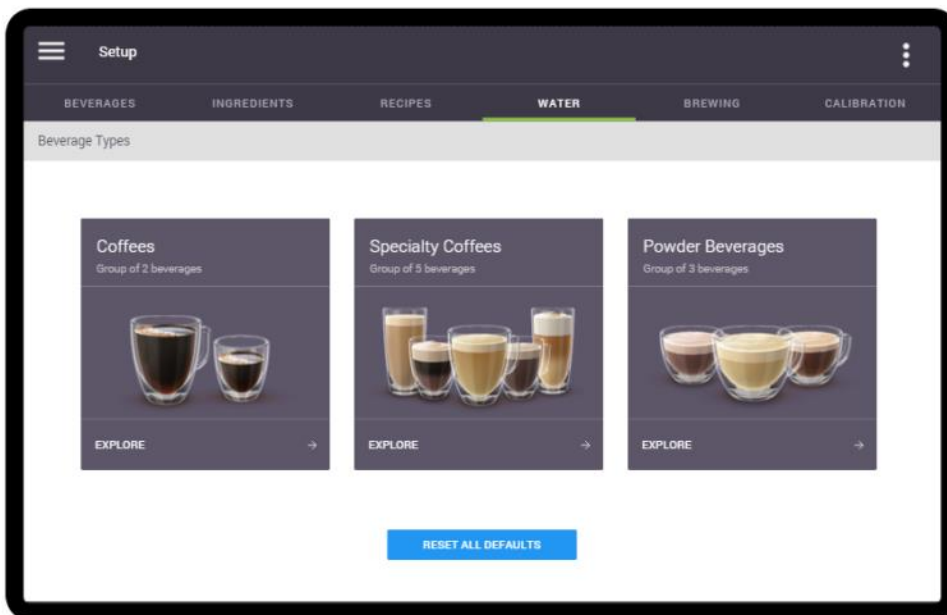 Setup
BEVERAGES INGREDIENTS RECIPES WATER BREWING CALIBRATION
Beverage Types
Coffees
Group of 2 beverages
EXPLORE
Specialty Coffees
Group of 5 beverages
EXPLORE
Powder Beverages
Group of 3 beverages
EXPLORE
RESET ALL DEFAULTS